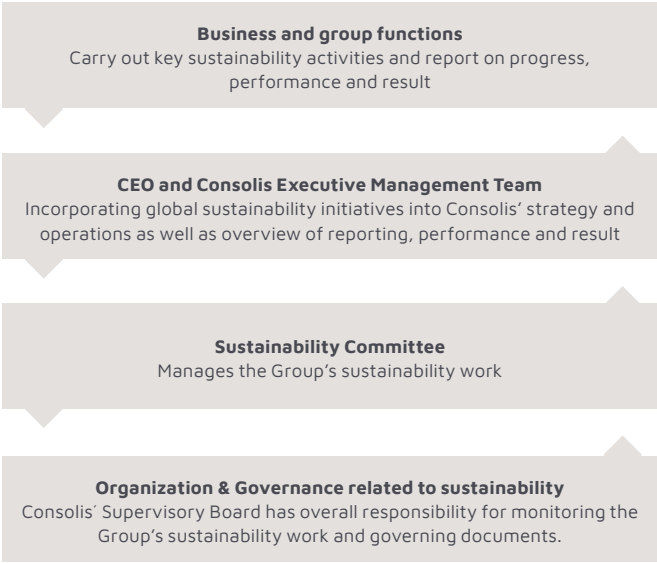 Business and group functions
Carry out key sustainability activities and report on progress,
performance and result
CEO and Consolis Executive Management Team
Incorporating global sustainability initiatives into Consolis’ strategy and
operations as well as overview of reporting, performance and result
Sustainability Committee
Manages the Group’s sustainability work
Organization & Governance related to sustainability
Consolis´ Supervisory Board has overall responsibility for monitoring the
Group’s sustainability work and governing documents.